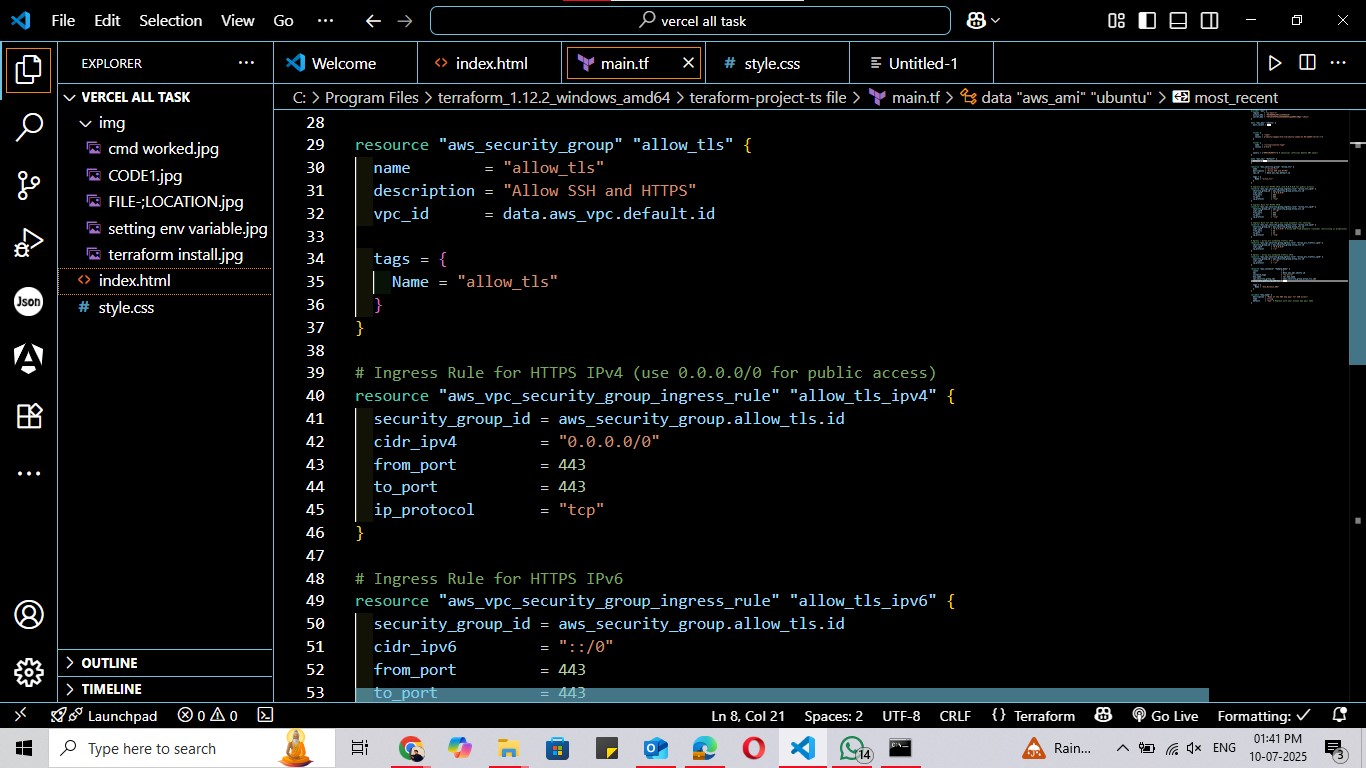 File Edit Selection View Go ··· vercel all task
EXPLORER ···
Welcome index.html main.tf style.css Untitled-1
C: > Program Files > terraform_1.12.2_windows_amd64 > teraform-project-ts file > main.tf > data "aws_ami" "ubuntu" > most_recent
VERCEL ALL TASK
img
cmd worked.jpg
CODE1.jpg
FILE-;LOCATION.jpg
setting env variable.jpg
terraform install.jpg
index.html
# style.css
Json
OUTLINE
TIMELINE
28
29 resource "aws_security_group" "allow_tls" {
30 name = "allow_tls"
31 description = "Allow SSH and HTTPS"
32 vpc_id = data.aws_vpc.default.id
33
34 tags = {
35 Name = "allow_tls"
36 }
37 }
38
39 # Ingress Rule for HTTPS IPv4 (use 0.0.0.0/0 for public access)
40 resource "aws_vpc_security_group_ingress_rule" "allow_tls_ipv4" {
41 security_group_id = aws_security_group.allow_tls.id
42 cidr_ipv4 = "0.0.0.0/0"
43 from_port = 443
44 to_port = 443
45 ip_protocol = "tcp"
46 }
47
48 # Ingress Rule for HTTPS IPv6
49 resource "aws_vpc_security_group_ingress_rule" "allow_tls_ipv6" {
50 security_group_id = aws_security_group.allow_tls.id
51 cidr_ipv6 = "::/0"
52 from_port = 443
53 to_port = 443
Launchpad 0 0 Ln 8, Col 21 Spaces: 2 UTF-8 CRLF {} Terraform Go Live Formatting: ✓
Type here to search 14 Rain... ENG 01:41 PM
10-07-2025 3